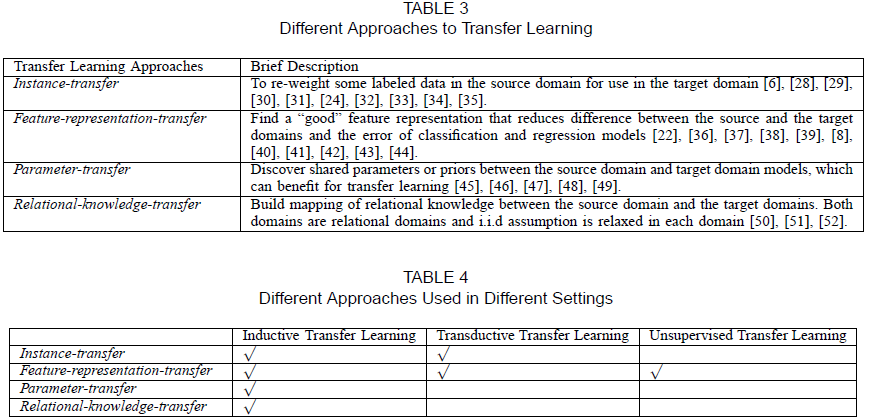 TABLE 3
Different Approaches to Transfer Learning
Transfer Learning Approaches Brief Description
Instance-transfer To re-weight some labeled data in the source domain for use in the target domain [6], [28], [29],
[30], [31], [24], [32], [33], [34], [35].
Feature-representation-transfer Find a “good” feature representation that reduces difference between the source and the target
domains and the error of classification and regression models [22], [36], [37], [38], [39], [8],
[40], [41], [42], [43], [44].
Parameter-transfer Discover shared parameters or priors between the source domain and target domain models, which
can benefit for transfer learning [45], [46], [47], [48], [49].
Relational-knowledge-transfer Build mapping of relational knowledge between the source domain and the target domains. Both
domains are relational domains and i.i.d assumption is relaxed in each domain [50], [51], [52].
TABLE 4
Different Approaches Used in Different Settings
Inductive Transfer Learning Transductive Transfer Learning Unsupervised Transfer Learning
Instance-transfer √ √
Feature-representation-transfer √ √ √
Parameter-transfer √
Relational-knowledge-transfer √